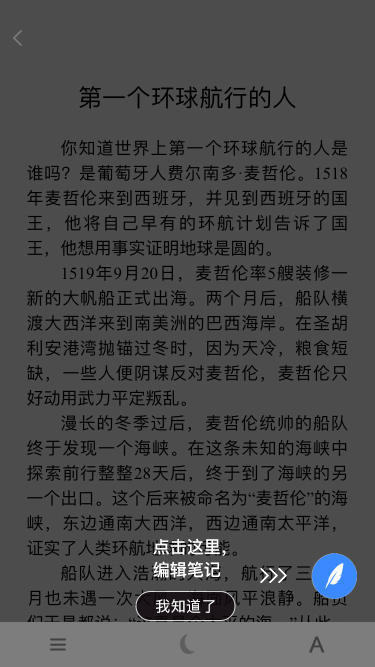 第一个环球航行的人
你知道世界上第一个环球航行的人是
谁吗？是葡萄牙人费尔南多·麦哲伦。1518
年麦哲伦来到西班牙，并见到西班牙的国
王，他将自己早有的环航计划告诉了国
王，他想用事实证明地球是圆的。
1519年9月20日，麦哲伦率5艘装修一
新的大帆船正式出海。两个月后，船队横
渡大西洋来到南美洲的巴西海岸。在圣胡
利安港湾抛锚过冬时，因为天冷，粮食短
缺，一些人便阴谋反对麦哲伦，麦哲伦只
好动用武力平定叛乱。
漫长的冬季过后，麦哲伦统帅的船队
终于发现一个海峡。在这条未知的海峡中
探索前行整整28天后，终于到了海峡的另
一个出口。这个后来被命名为“麦哲伦”的海
峡，东边通南大西洋，西边通南太平洋，
证实了人类环航地
点击这里，
编辑笔记
船队进入浩
月也未遇一次大
风平浪静。船员
我知道了
A